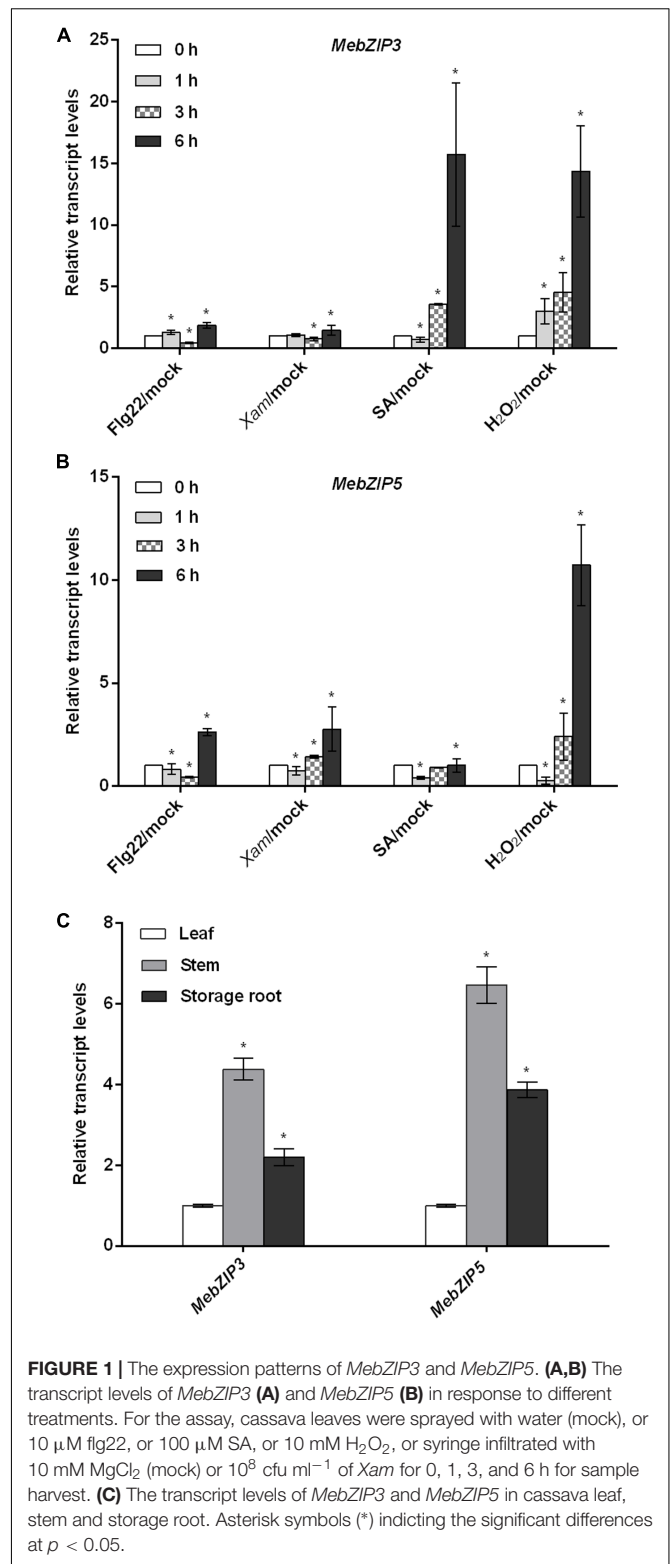 A
MebZIP3
0 h
1 h
3 h
6 h
Relative transcript levels
25
20
15
10
5
0
* * * * * * * * * * *
Flg22/mock
Xam/mock
SA/mock
H₂O₂/mock
B
MebZIP5
0 h
1 h
3 h
6 h
Relative transcript levels
15
10
5
0
* * * * * * * * * * *
Flg22/mock
Xam/mock
SA/mock
H₂O₂/mock
C
Leaf
Stem
Storage root
Relative transcript levels
8
6
4
2
0
* * * *
MebZIP3
MebZIP5
FIGURE 1 | The expression patterns of MebZIP3 and MebZIP5. (A,B) The
transcript levels of MebZIP3 (A) and MebZIP5 (B) in response to different
treatments. For the assay, cassava leaves were sprayed with water (mock), or
10 μM flg22, or 100 μM SA, or 10 mM H₂O₂, or syringe infiltrated with
10 mM MgCl₂ (mock) or 10⁸ cfu ml⁻¹ of Xam for 0, 1, 3, and 6 h for sample
harvest. (C) The transcript levels of MebZIP3 and MebZIP5 in cassava leaf,
stem and storage root. Asterisk symbols (*) indicting the significant differences
at p < 0.05.